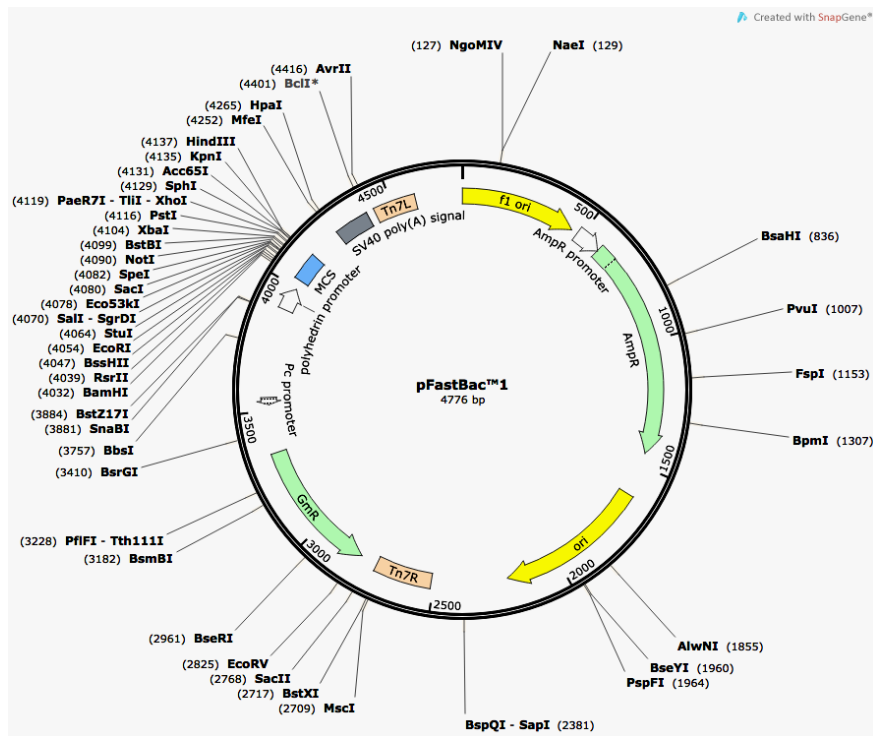 Created with SnapGene®
(127) NgoMIV
NaeI (129)
(4416) AvrII
(4401) BclI*
(4265) HpaI
(4252) MfeI
(4137) HindIII
(4135) KpnI
(4131) Acc65I
(4129) SphI
(4119) PaeR7I - TliI - XhoI
(4116) PstI
(4104) XbaI
(4099) BstBI
(4090) NotI
(4082) SpeI
(4080) SacI
(4078) Eco53kI
(4070) SalI - SgrDI
(4064) StuI
(4054) EcoRI
(4047) BssHII
(4039) RsrII
(4032) BamHI
(3884) BstZ17I
(3881) SnaBI
(3757) BbsI
(3410) BsrGI
(3228) PflFI - Tth111I
(3182) BsmBI
(2961) BseRI
(2825) EcoRV
(2768) SacII
(2717) BstXI
(2709) MscI
BspQI - SapI (2381)
PspFI (1964)
BseYI (1960)
AlwNI (1855)
BpmI (1307)
FspI (1153)
PvuI (1007)
BsaHI (836)
500
1000
1500
2000
2500
3000
3500
4000
4500
f1 ori
AmpR promoter
AmpR
ori
Tn7R
GmR
Pc promoter
polyhedrin promoter
MCS
SV40 poly(A) signal
Tn7L
pFastBac™1
4776 bp